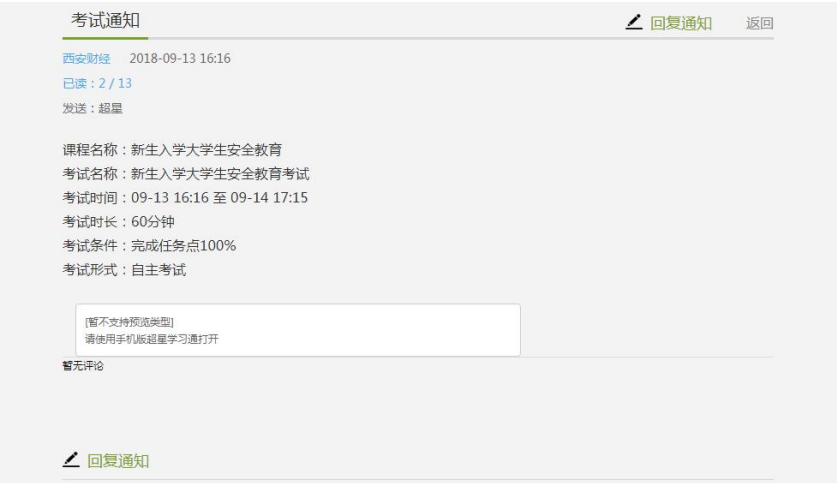 考试通知
回复通知 返回
西安财经 2018-09-13 16:16
已读：2 / 13
发送：超星
课程名称：新生入学大学生安全教育
考试名称：新生入学大学生安全教育考试
考试时间：09-13 16:16 至 09-14 17:15
考试时长：60分钟
考试条件：完成任务点100%
考试形式：自主考试
[暂不支持预览类型]
请使用手机版超星学习通打开
暂无评论
回复通知